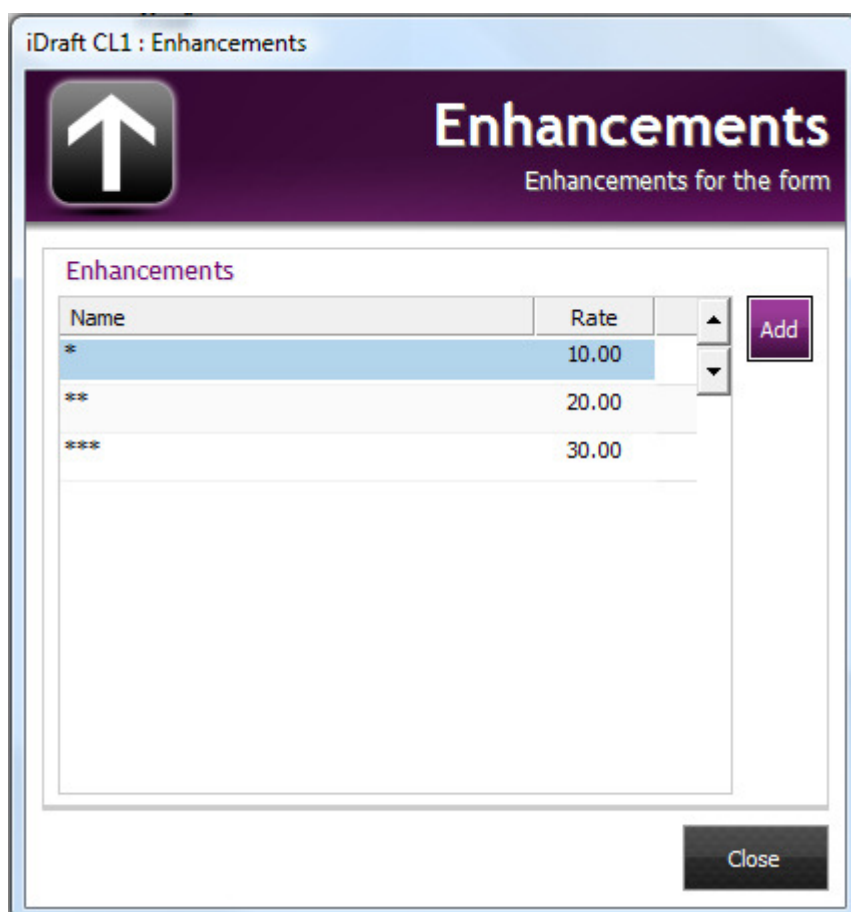 iDraft CL1 : Enhancements
Enhancements
Enhancements for the form
Enhancements
Name Rate
Add
* 10.00
** 20.00
*** 30.00
Close